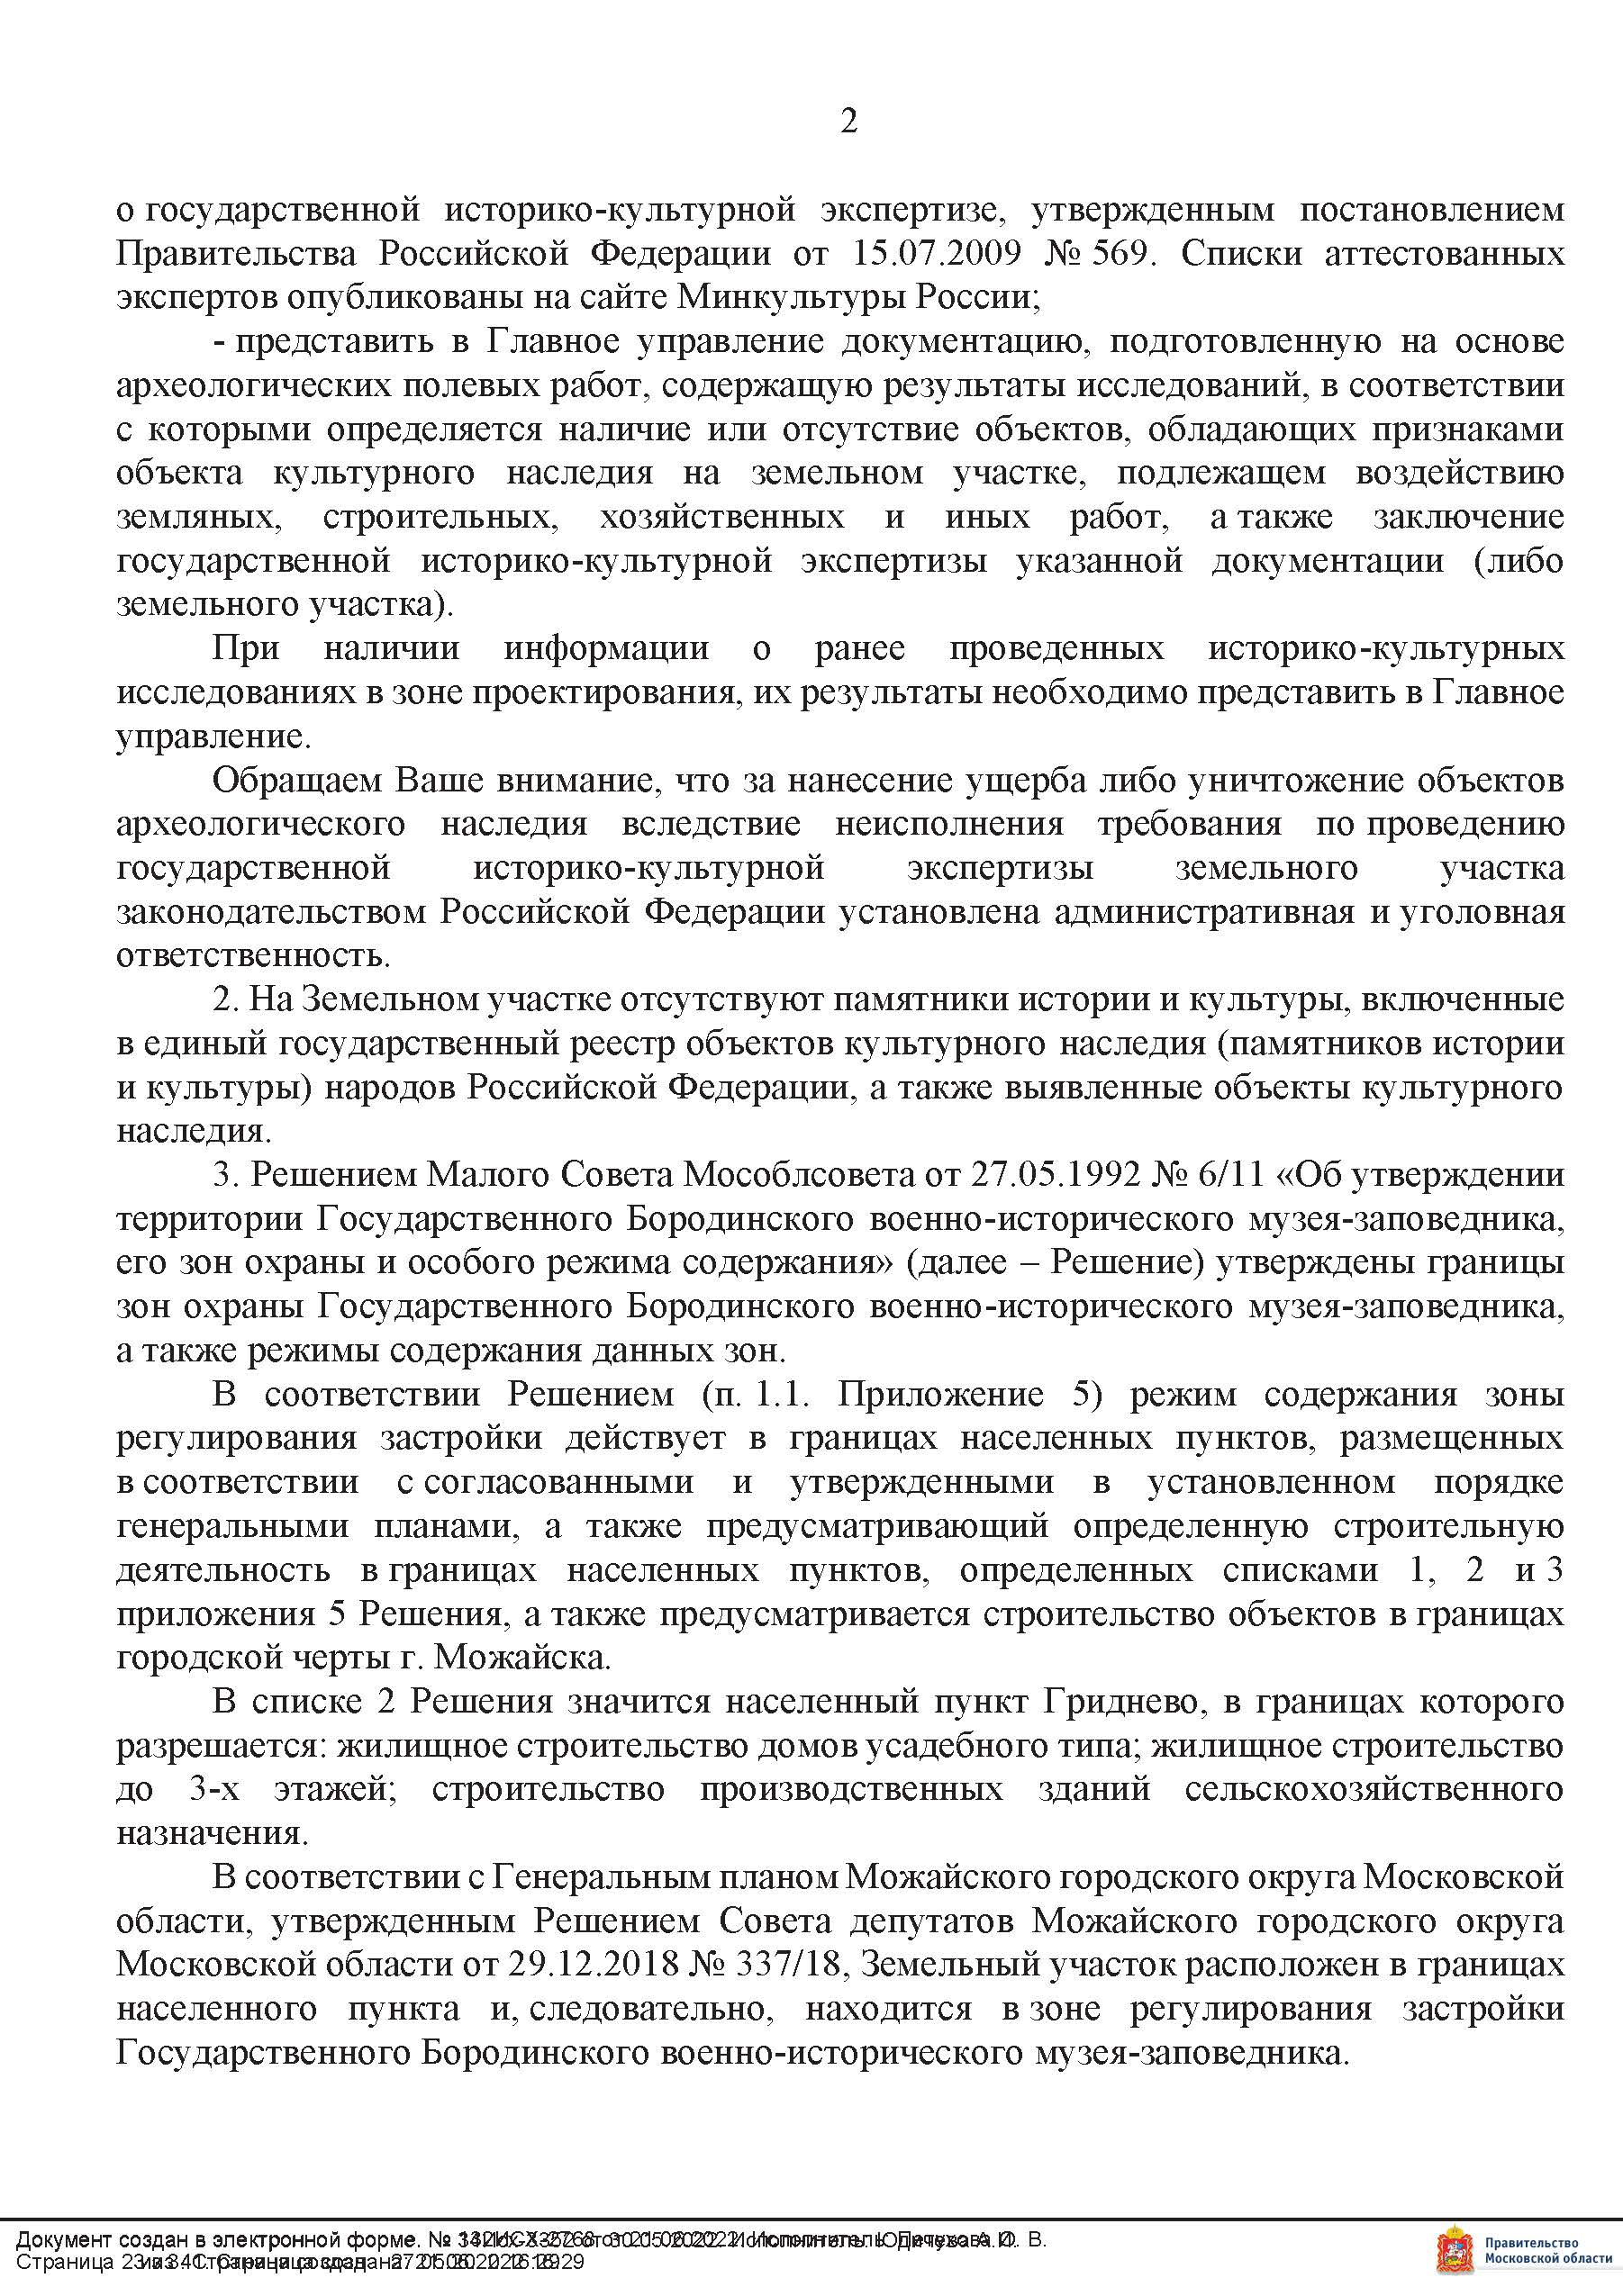 2
о государственной историко-культурной экспертизе, утвержденным постановлением
Правительства Российской Федерации от 15.07.2009 № 569. Списки аттестованных
экспертов опубликованы на сайте Минкультуры России;
- представить в Главное управление документацию, подготовленную на основе
археологических полевых работ, содержащую результаты исследований, в соответствии
с которыми определяется наличие или отсутствие объектов, обладающих признаками
объекта культурного наследия на земельном участке, подлежащем воздействию
земляных, строительных, хозяйственных и иных работ, а также заключение
государственной историко-культурной экспертизы указанной документации (либо
земельного участка).
При наличии информации о ранее проведенных историко-культурных
исследованиях в зоне проектирования, их результаты необходимо представить в Главное
управление.
Обращаем Ваше внимание, что за нанесение ущерба либо уничтожение объектов
археологического наследия вследствие неисполнения требования по проведению
государственной историко-культурной экспертизы земельного участка
законодательством Российской Федерации установлена административная и уголовная
ответственность.
2. На Земельном участке отсутствуют памятники истории и культуры, включенные
в единый государственный реестр объектов культурного наследия (памятников истории
и культуры) народов Российской Федерации, а также выявленные объекты культурного
наследия.
3. Решением Малого Совета Мособлсовета от 27.05.1992 № 6/11 «Об утверждении
территории Государственного Бородинского военно-исторического музея-заповедника,
его зон охраны и особого режима содержания» (далее – Решение) утверждены границы
зон охраны Государственного Бородинского военно-исторического музея-заповедника,
а также режимы содержания данных зон.
В соответствии Решением (п. 1.1. Приложение 5) режим содержания зоны
регулирования застройки действует в границах населенных пунктов, размещенных
в соответствии с согласованными и утвержденными в установленном порядке
генеральными планами, а также предусматривающий определенную строительную
деятельность в границах населенных пунктов, определенных списками 1, 2 и 3
приложения 5 Решения, а также предусматривается строительство объектов в границах
городской черты г. Можайска.
В списке 2 Решения значится населенный пункт Гриднево, в границах которого
разрешается: жилищное строительство домов усадебного типа; жилищное строительство
до 3-х этажей; строительство производственных зданий сельскохозяйственного
назначения.
В соответствии с Генеральным планом Можайского городского округа Московской
области, утвержденным Решением Совета депутатов Можайского городского округа
Московской области от 29.12.2018 № 337/18, Земельный участок расположен в границах
населенного пункта и, следовательно, находится в зоне регулирования застройки
Государственного Бородинского военно-исторического музея-заповедника.
Документ создан в электронной форме. №
Страница
Правительство
Московской области